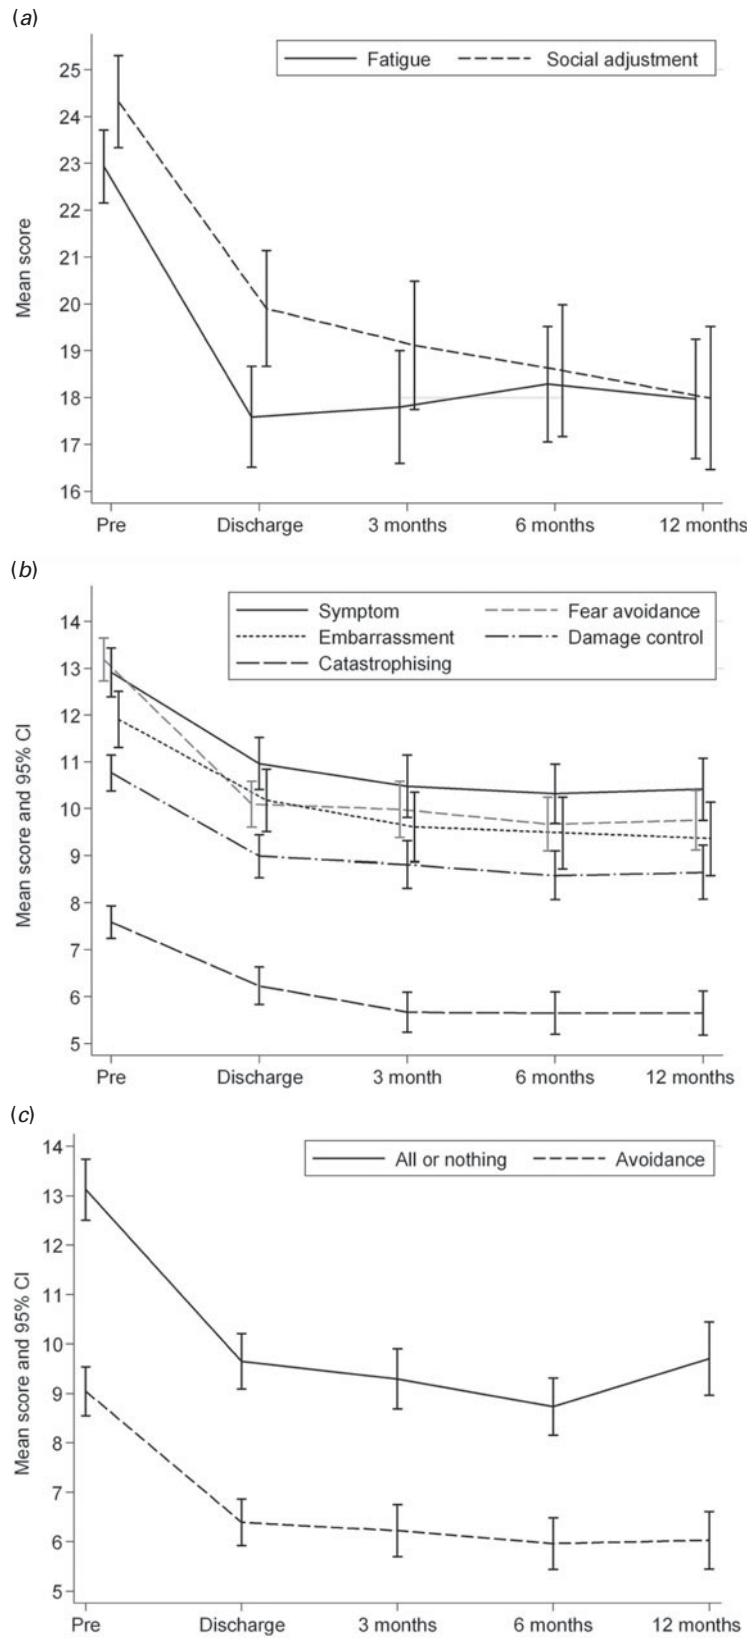 (a)
Fatigue Social adjustment
25
24
23
22
21
20
19
18
17
16
Mean score
Pre Discharge 3 months 6 months 12 months
(b)
Symptom Fear avoidance
Embarrassment Damage control
Catastrophising
14
13
12
11
10
9
8
7
6
5
Mean score and 95% CI
Pre Discharge 3 month 6 months 12 months
(c)
All or nothing Avoidance
14
13
12
11
10
9
8
7
6
5
Mean score and 95% CI
Pre Discharge 3 months 6 months 12 months